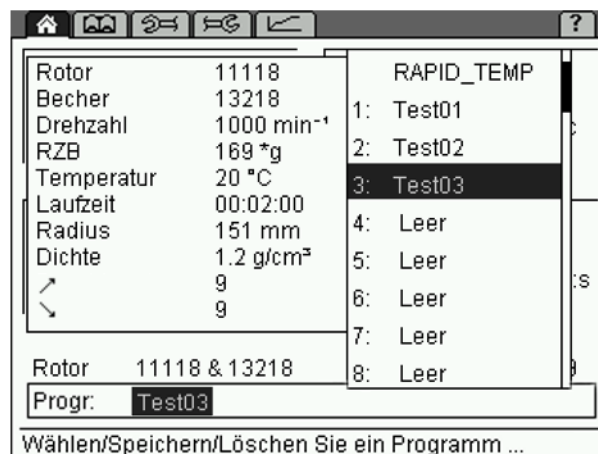 ?
Rotor 11118
Becher 13218
Drehzahl 1000 min⁻¹
RZB 169 *g
Temperatur 20 °C
Laufzeit 00:02:00
Radius 151 mm
Dichte 1.2 g/cm³
↗ 9
↘ 9
RAPID_TEMP
1: Test01
2: Test02
3: Test03
4: Leer
5: Leer
6: Leer
7: Leer
8: Leer
:s
Rotor 11118 & 13218
Progr: Test03
Wählen/Speichern/Löschen Sie ein Programm ...